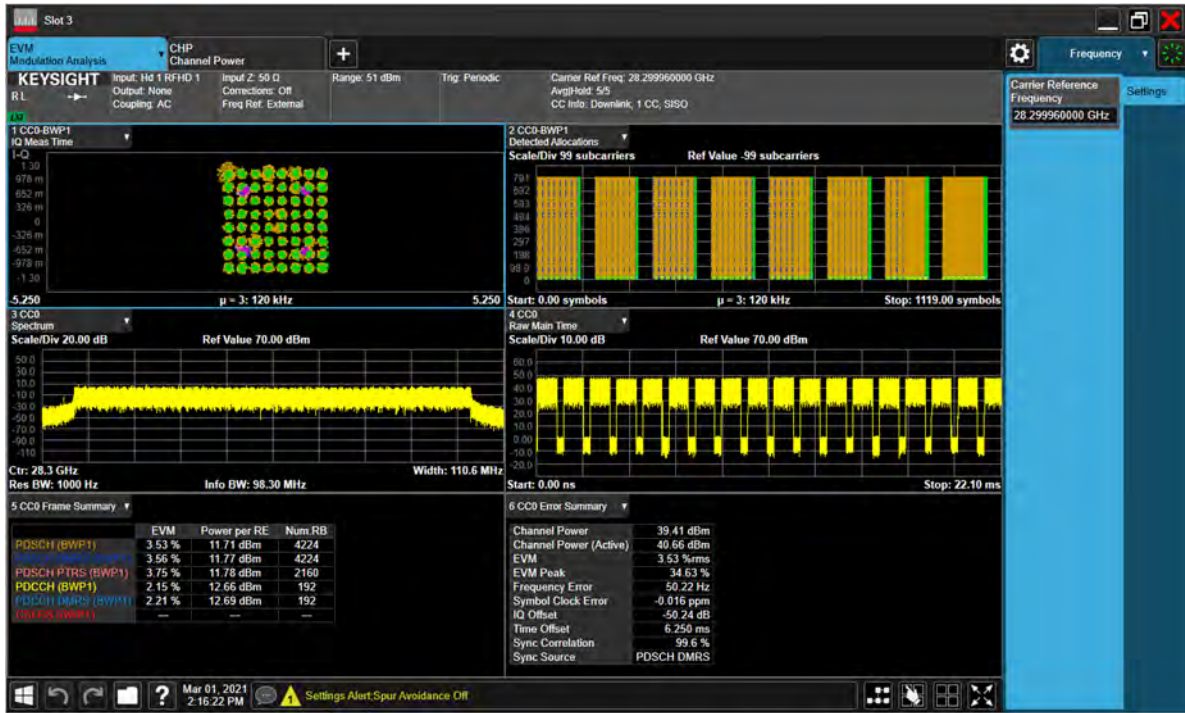 Slot 3
EVM
Modulation Analysis
CHP
Channel Power
+
Frequency
KEYSIGHT
Input: Hd 1 RFHD 1
Input Z: 50 Ω
Range: 51 dBm
Trig: Periodic
Carrier Ref Freq: 28.299960000 GHz
RL
Output: None
Corrections: Off
Avg|Hold: 5/5
Coupling: AC
Freq Ref: External
CC Info: Downlink, 1 CC, SISO
LXI
Carrier Reference
Frequency
28.299960000 GHz
Settings
1 CC0-BWP1
IQ Meas Time
I-Q
1.30
978 m
652 m
326 m
0
-326 m
-652 m
-978 m
-1.30
-5.250
μ = 3: 120 kHz
5.250
2 CC0-BWP1
Detected Allocations
Scale/Div 99 subcarriers
Ref Value -99 subcarriers
791
692
593
494
396
297
198
98.9
0
Start: 0.00 symbols
μ = 3: 120 kHz
Stop: 1119.00 symbols
3 CC0
Spectrum
Scale/Div 20.00 dB
Ref Value 70.00 dBm
50.0
30.0
10.0
-10.0
-30.0
-50.0
-70.0
-90.0
-110
Ctr: 28.3 GHz
Width: 110.6 MHz
Res BW: 1000 Hz
Info BW: 98.30 MHz
4 CC0
Raw Main Time
Scale/Div 10.00 dB
Ref Value 70.00 dBm
60.0
50.0
40.0
30.0
20.0
10.0
0.00
-10.0
-20.0
Start: 0.00 ns
Stop: 22.10 ms
5 CC0 Frame Summary
EVM Power per RE Num.RB
PDSCH (BWP1) 3.53 % 11.71 dBm 4224
PDSCH DMRS (BWP1) 3.56 % 11.77 dBm 4224
PDSCH PTRS (BWP1) 3.75 % 11.78 dBm 2160
PDCCH (BWP1) 2.15 % 12.66 dBm 192
PDCCH DMRS (BWP1) 2.21 % 12.69 dBm 192
CSI-RS (BWP1) --- --- ---
6 CC0 Error Summary
Channel Power 39.41 dBm
Channel Power (Active) 40.66 dBm
EVM 3.53 %rms
EVM Peak 34.63 %
Frequency Error 50.22 Hz
Symbol Clock Error -0.016 ppm
IQ Offset -50.24 dB
Time Offset 6.250 ms
Sync Correlation 99.6 %
Sync Source PDSCH DMRS
?
Mar 01, 2021
2:16:22 PM
1
Settings Alert:Spur Avoidance Off